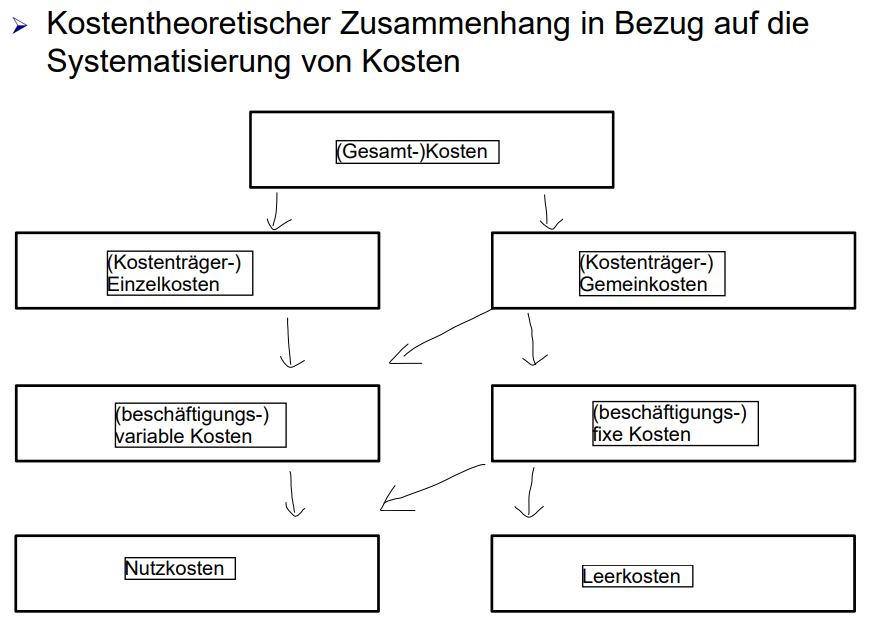 Kostentheoretischer Zusammenhang in Bezug auf die
Systematisierung von Kosten
(Gesamt-)Kosten
(Kostenträger-)
Einzelkosten
(Kostenträger-)
Gemeinkosten
(beschäftigungs-)
variable Kosten
(beschäftigungs-)
fixe Kosten
Nutzkosten
Leerkosten